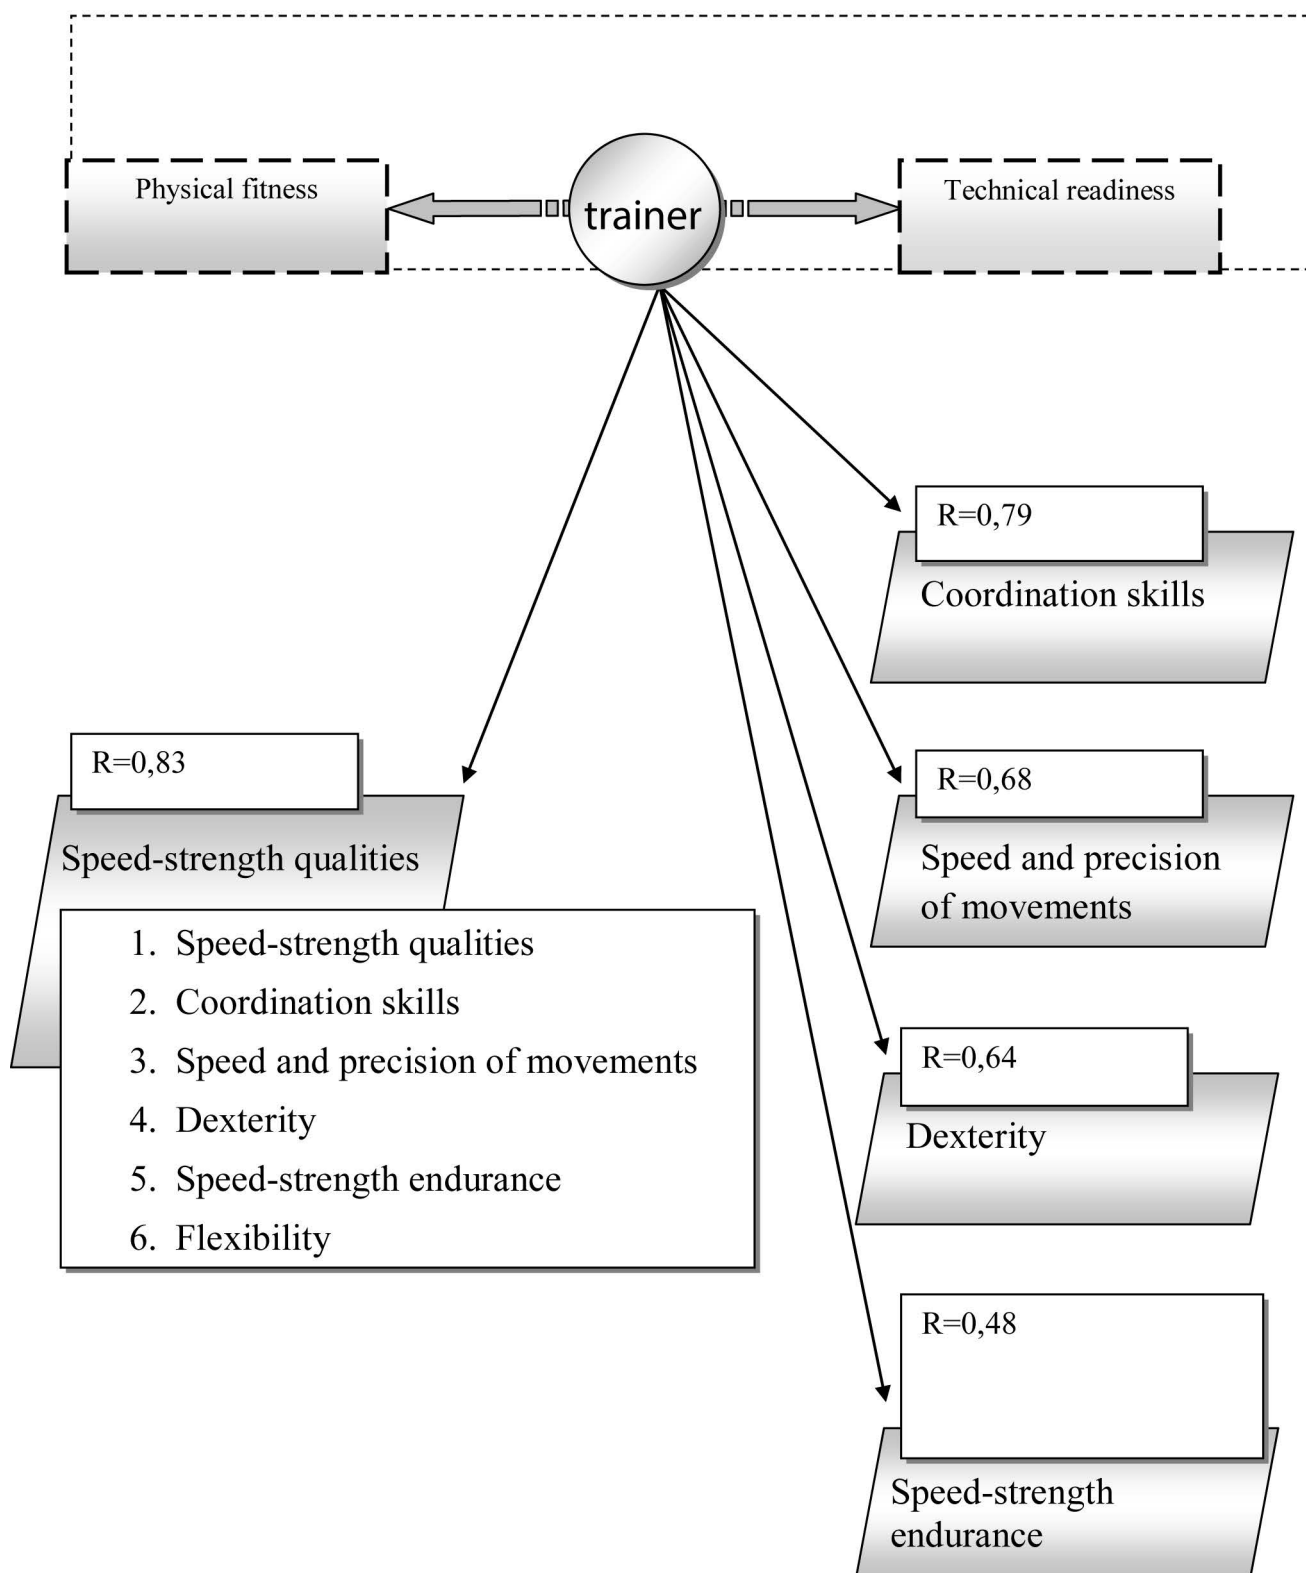 Physical fitness
trainer
Technical readiness
R=0,79
Coordination skills
R=0,83
Speed-strength qualities
R=0,68
Speed and precision
of movements
1. Speed-strength qualities
2. Coordination skills
3. Speed and precision of movements
4. Dexterity
5. Speed-strength endurance
6. Flexibility
R=0,64
Dexterity
R=0,48
Speed-strength
endurance